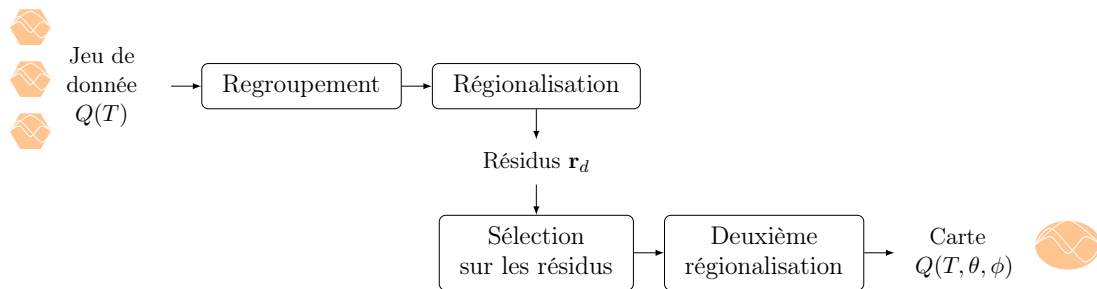 Jeu de
donnée
Q(T)
Regroupement
Régionalisation
Résidus r_d
Sélection
sur les résidus
Deuxième
régionalisation
Carte
Q(T, θ, ϕ)